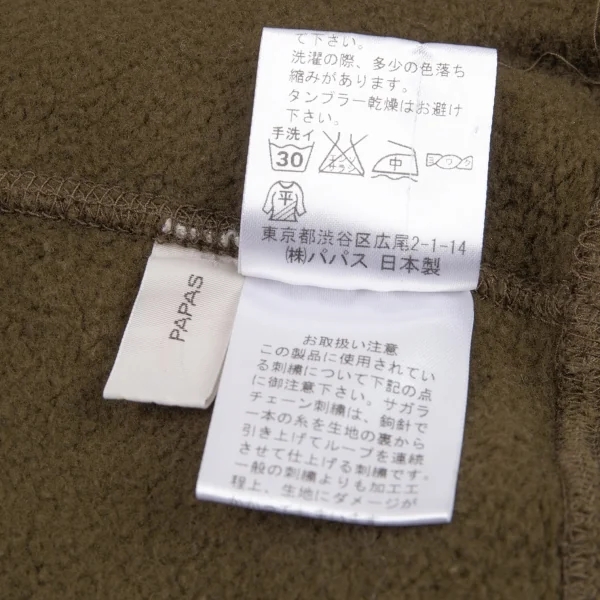 て下さい。
洗濯の際、多少の色落ち
縮みがあります。
タンブラー乾燥はお避け
下さい。
手洗イ
30
中
平
東京都渋谷区広尾2-1-14
㈱パパス 日本製
PAPAS
お取扱い注意
この製品に使用されてい
る刺繍について下記の点
に御注意下さい。サガラ
チェーン刺繍は、鉤針で
一本の糸を生地の裏から
引き上げてループを連続
させて仕上げる刺繍です。
一般の刺繍よりも加工工
程上、生地にダメージが